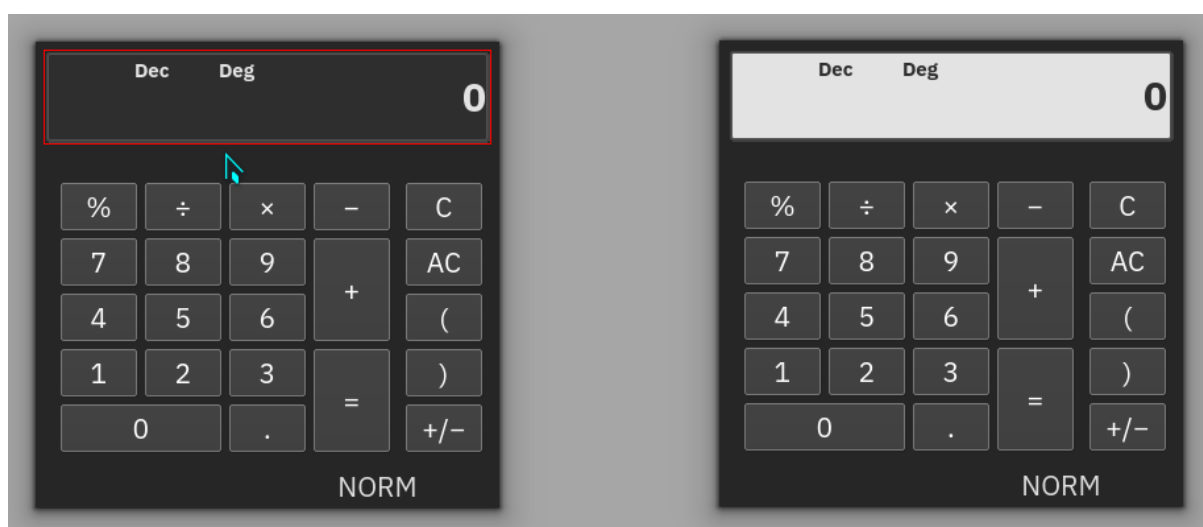 Dec Deg
0
% ÷ × − C
7 8 9 AC
+
4 5 6 (
1 2 3 )
=
0 . +/−
NORM
Dec Deg
0
% ÷ × − C
7 8 9 AC
+
4 5 6 (
1 2 3 )
=
0 . +/−
NORM